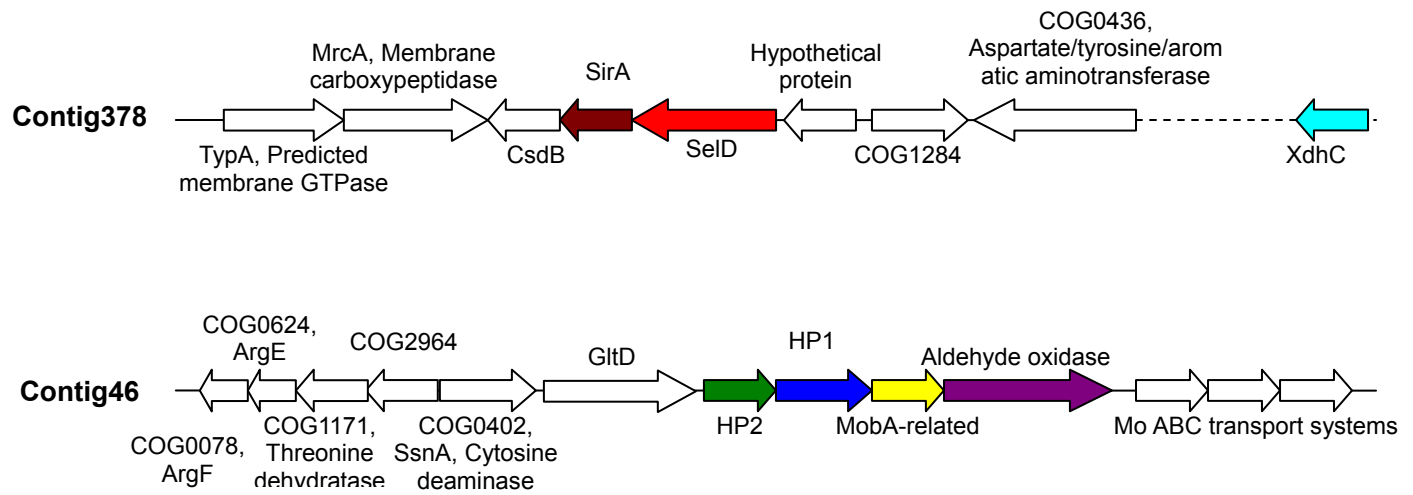 COG0436,
Aspartate/tyrosine/arom
atic aminotransferase
MrcA, Membrane
carboxypeptidase
SirA
Hypothetical
protein
Contig378
TypA, Predicted
membrane GTPase
CsdB
SelD
COG1284
XdhC
COG0624,
ArgE
COG2964
GltD
HP1
Aldehyde oxidase
Contig46
COG0078,
ArgF
COG1171,
Threonine
dehydratase
COG0402,
SsnA, Cytosine
deaminase
HP2
MobA-related
Mo ABC transport systems